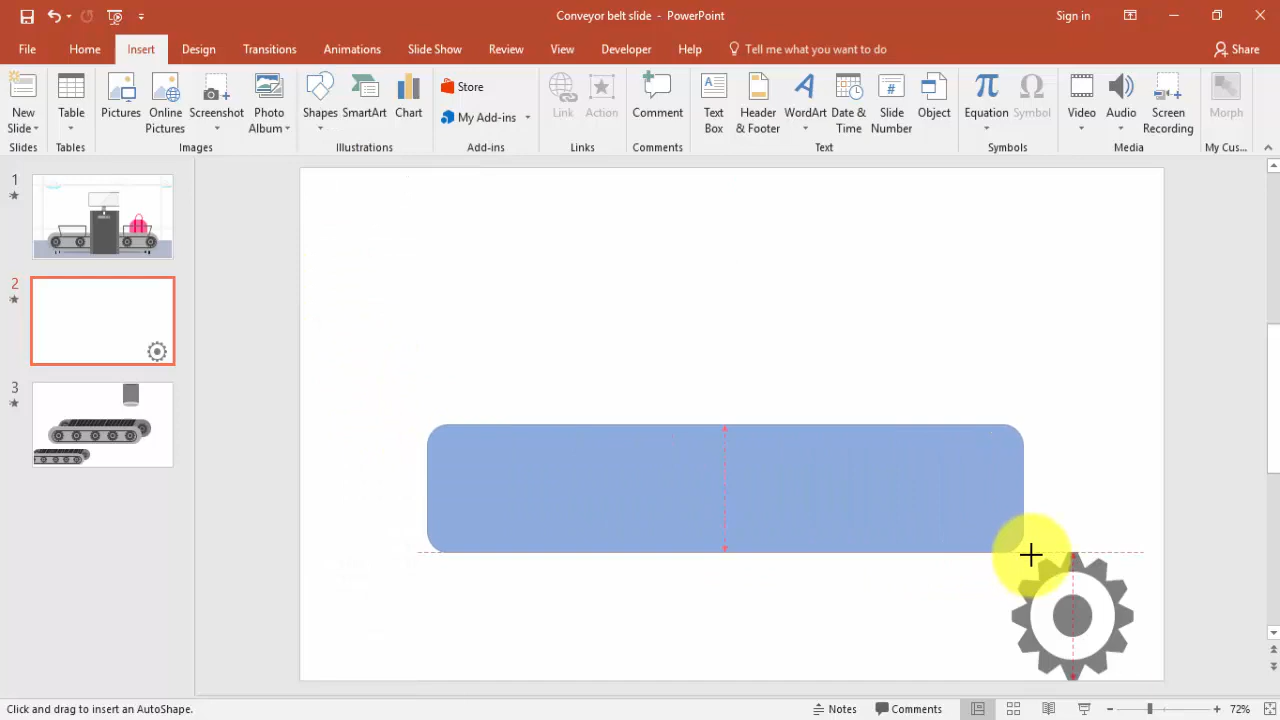 Conveyor belt slide - PowerPoint
Sign in
File Home Insert Design Transitions Animations Slide Show Review View Developer Help Tell me what you want to do Share
New Slide
Table
Pictures
Online Pictures
Screenshot
Photo Album
Shapes
SmartArt
Chart
Store
My Add-ins
Link
Action
Comment
Text Box
Header & Footer
WordArt
Date & Time
Slide Number
Object
π
Equation
Ω
Symbol
Video
Audio
Screen Recording
Morph
Slides Tables Images Illustrations Add-ins Links Comments Text Symbols Media My Cus...
1
2
3
Click and drag to insert an AutoShape.
Notes Comments 72%